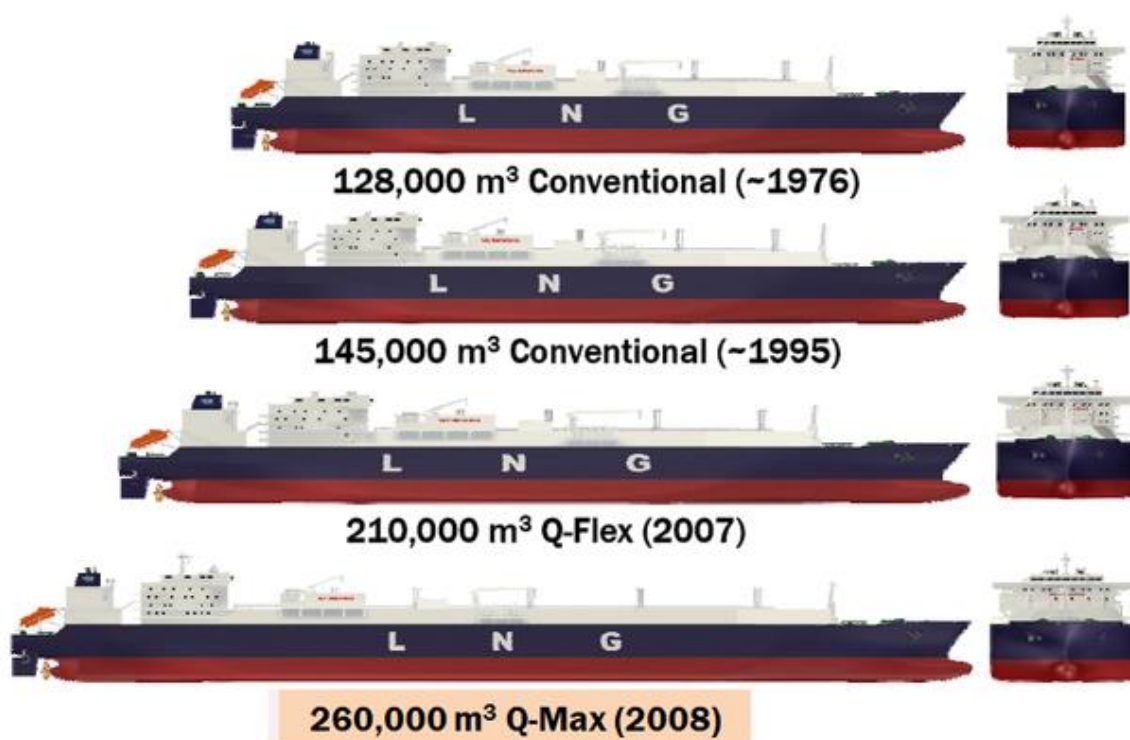 L N G
128,000 m³ Conventional (~1976)
L N G
145,000 m³ Conventional (~1995)
L N G
210,000 m³ Q-Flex (2007)
L N G
260,000 m³ Q-Max (2008)